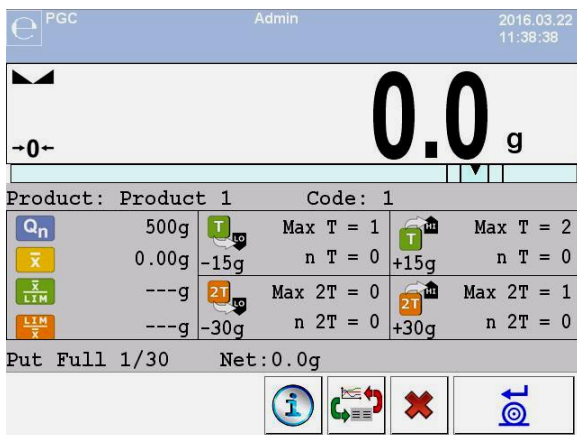 e PGC Admin 2016.03.22
11:38:38
0.0 g
→0←
Product: Product 1 Code: 1
Qn 500g T LO Max T = 1 T HI Max T = 2
x̄ 0.00g -15g n T = 0 +15g n T = 0
x̄ LIM ---g 2T LO Max 2T = 0 2T HI Max 2T = 1
LIM x̄ ---g -30g n 2T = 0 +30g n 2T = 0
Put Full 1/30 Net:0.0g
i